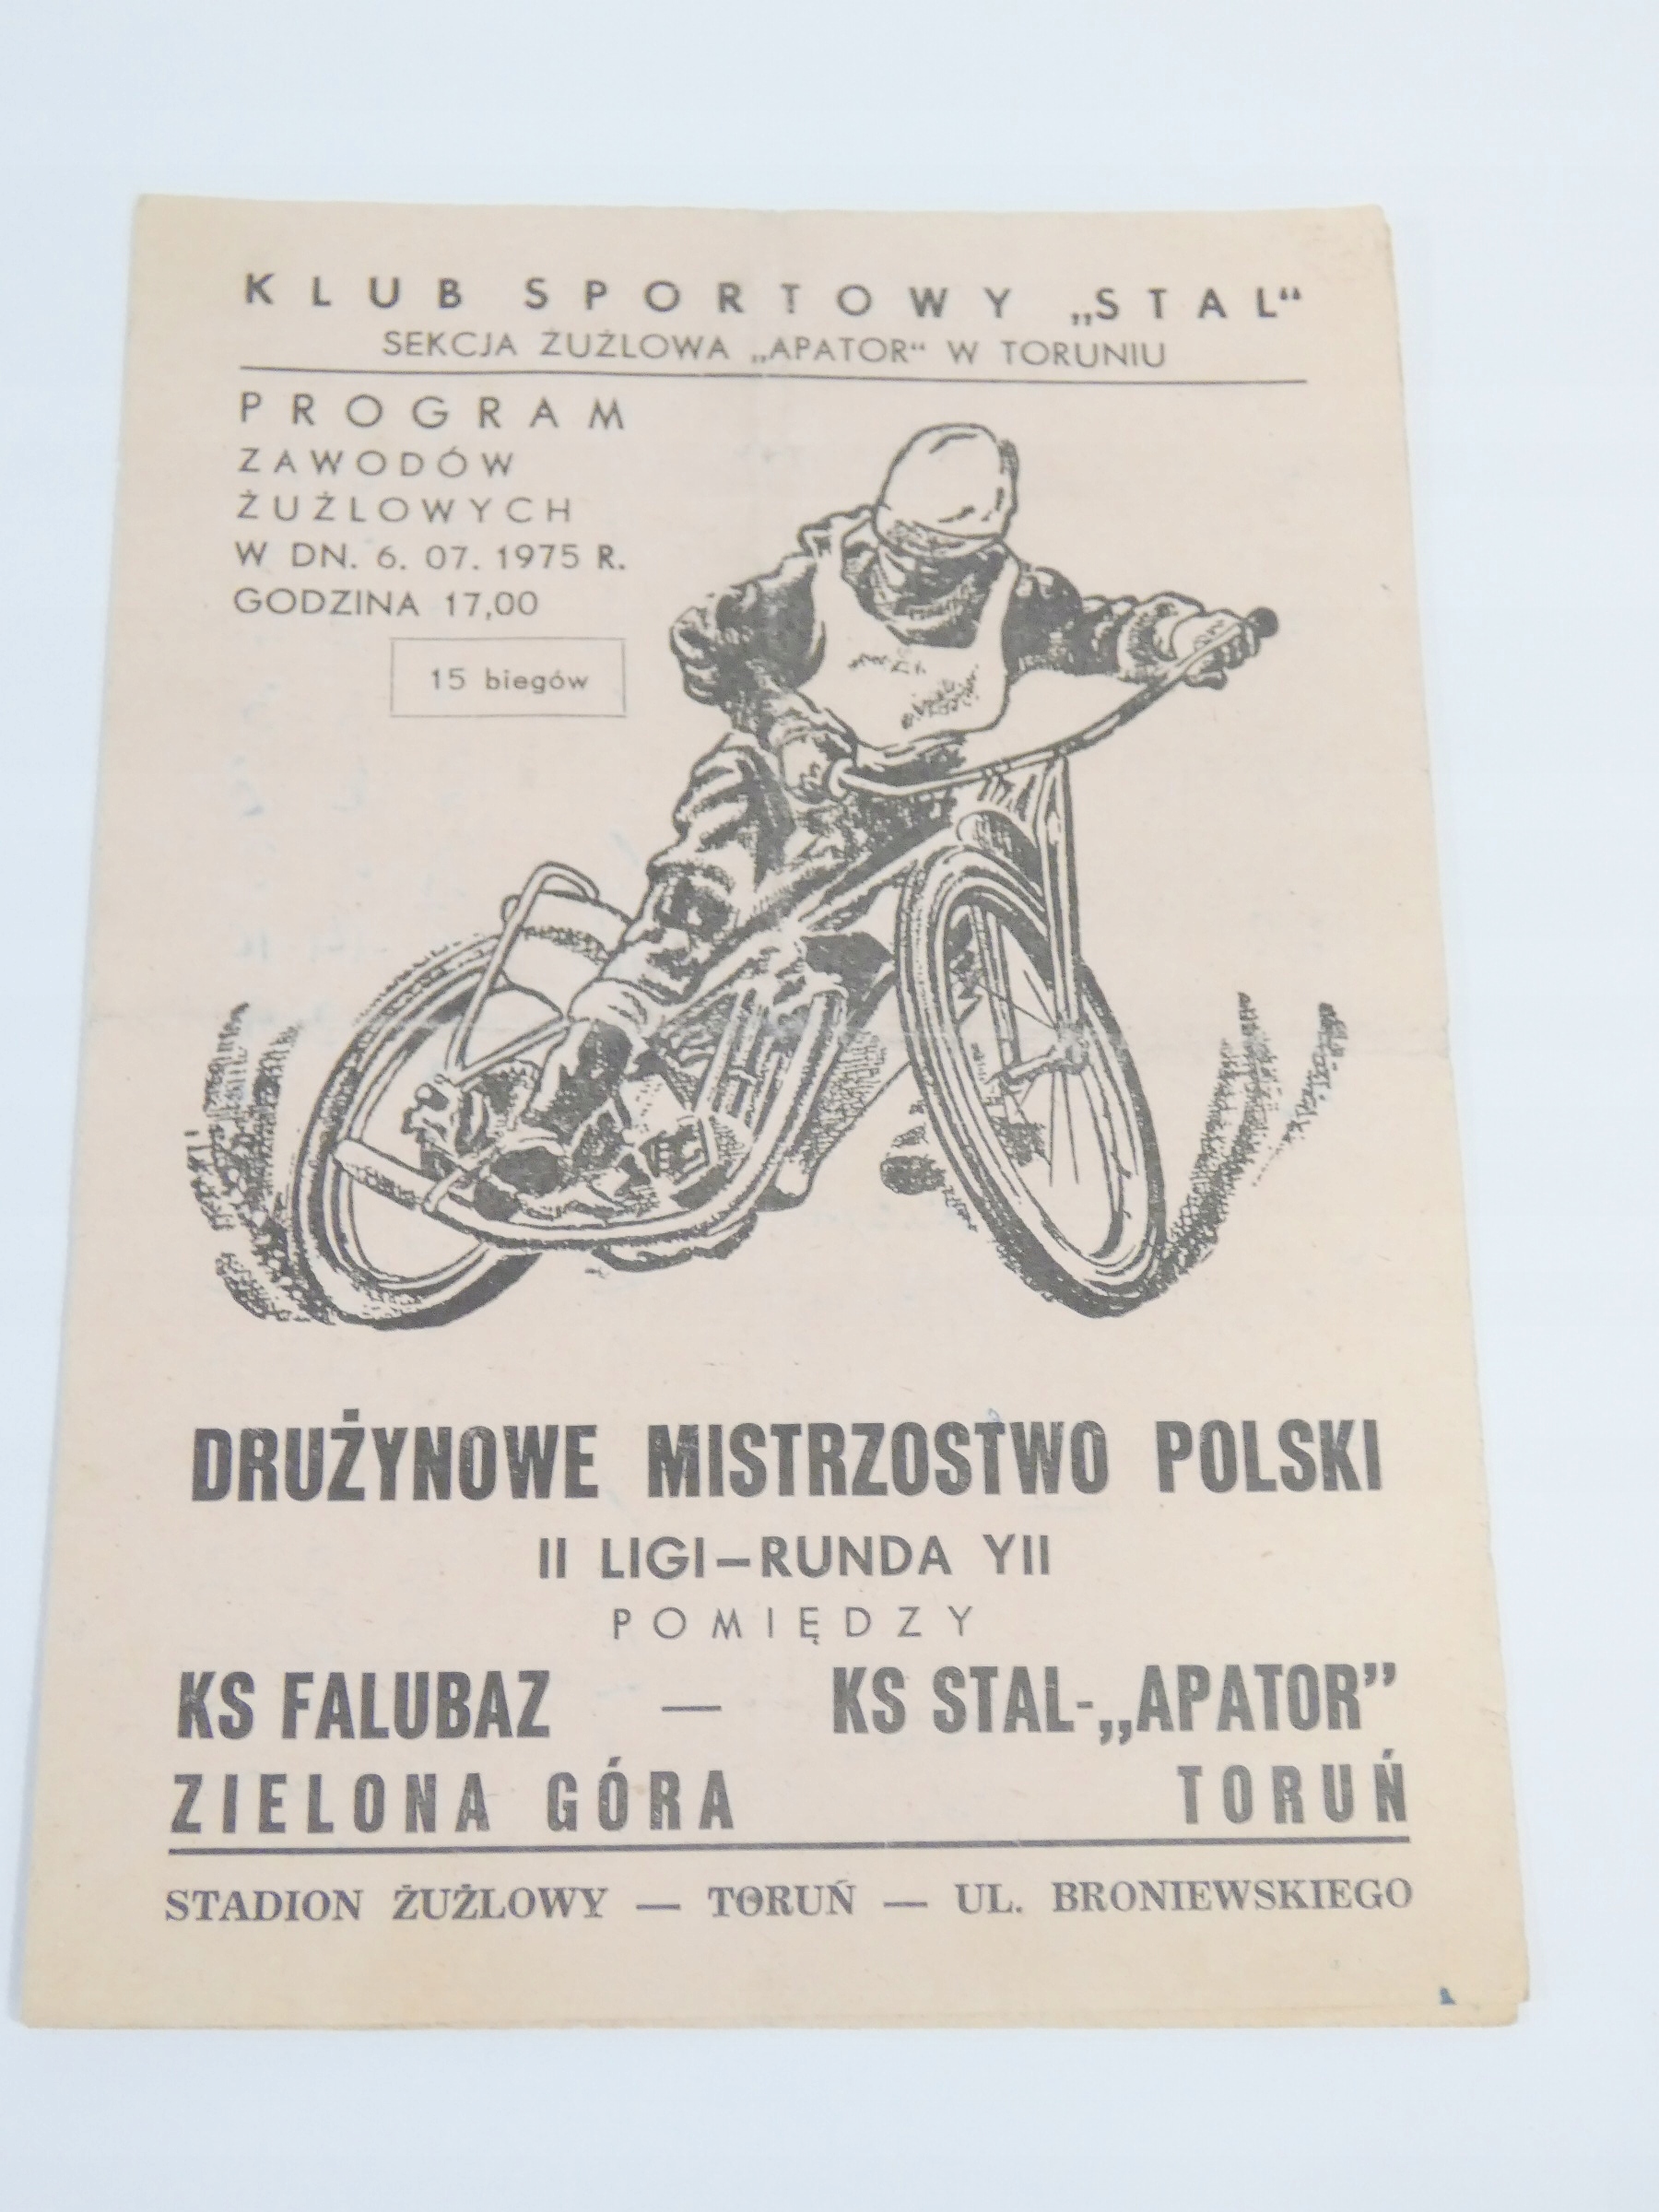 KLUB SPORTOWY „STAL“
SEKCJA ŻUŻLOWA „APATOR“ W TORUNIU
PROGRAM
ZAWODÓW
ŻUŻLOWYCH
W DN. 6. 07. 1975 R.
GODZINA 17,00
15 biegów
DRUŻYNOWE MISTRZOSTWO POLSKI
II LIGI—RUNDA YII
POMIĘDZY
KS FALUBAZ — KS STAL-„APATOR”
ZIELONA GÓRA TORUŃ
STADION ŻUŻLOWY — TORUŃ — UL. BRONIEWSKIEGO